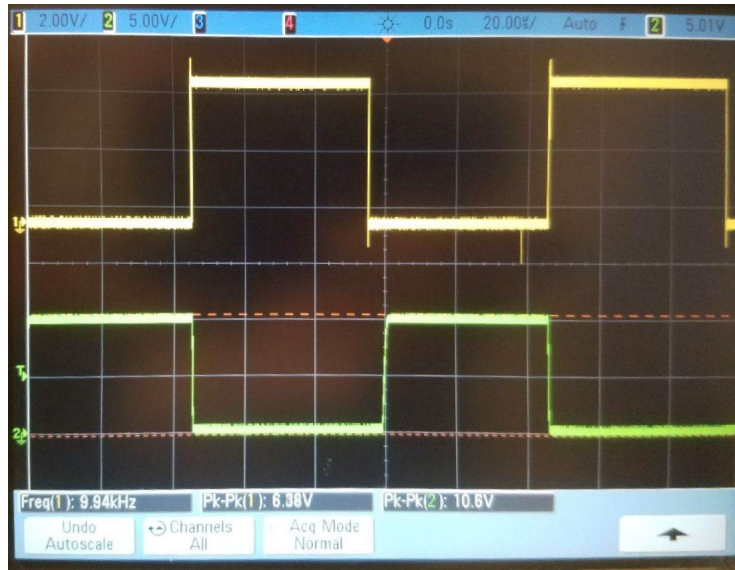 1 2.00V/ 2 5.00V/ 3 4 0.0s 20.00%/ Auto 2 5.01V
1
T
2
Freq(1): 9.94kHz Pk-Pk(1): 6.38V Pk-Pk(2): 10.6V
Undo Channels Acq Mode
Autoscale All Normal